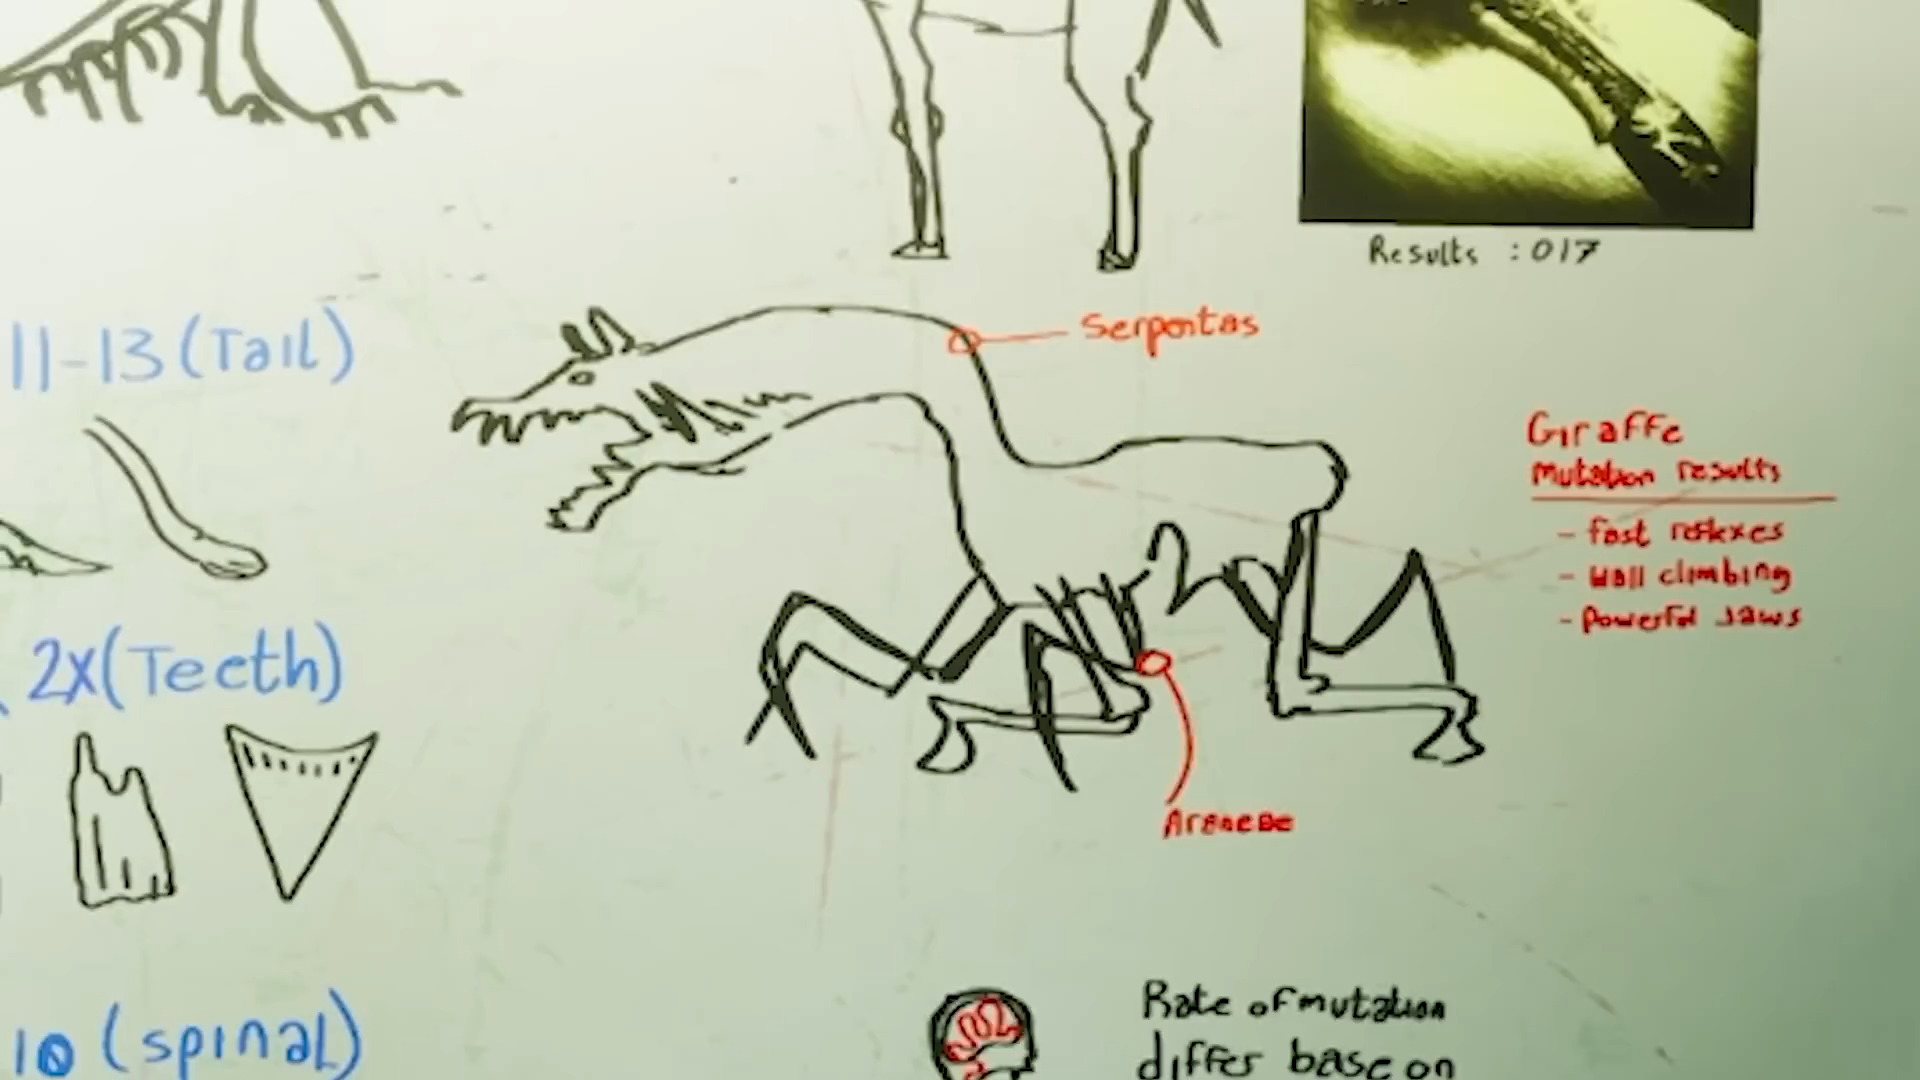 Results : 017
11-13 (Tail)
Serpentas
Giraffe
mutation results
- fast reflexes
- wall climbing
- Powerful Jaws
2x (Teeth)
Araneae
10 (spinal)
Rate of mutation
differ base on